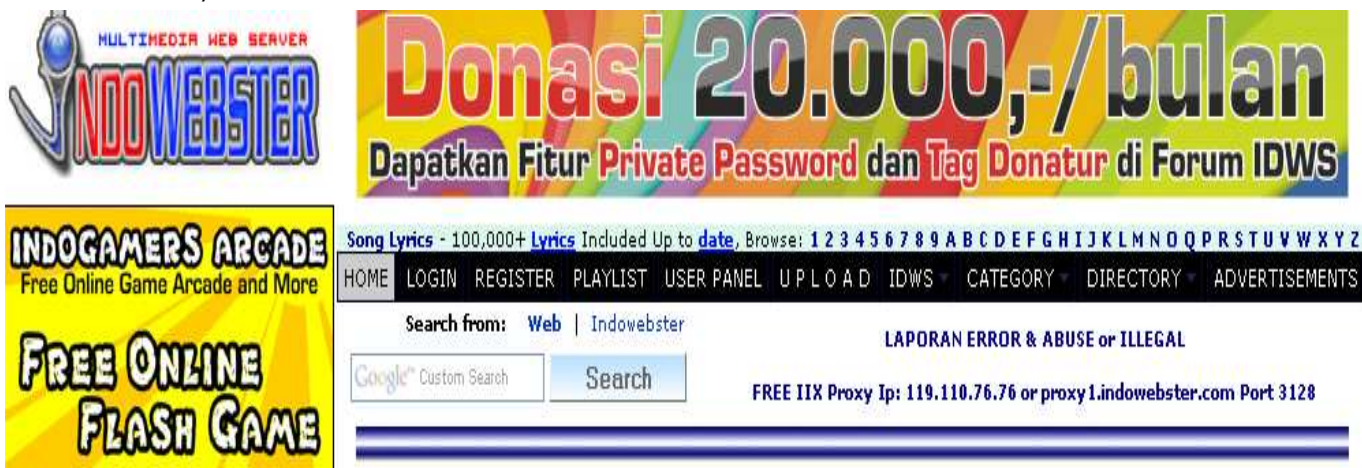 MULTIMEDIA WEB SERVER
INDOWEBSTER
Donasi 20.000,-/bulan
Dapatkan Fitur Private Password dan Tag Donatur di Forum IDWS
INDOGAMERS ARCADE
Free Online Game Arcade and More
FREE ONLINE
FLASH GAME
Song Lyrics - 100,000+ Lyrics Included Up to date, Browse: 1 2 3 4 5 6 7 8 9 A B C D E F G H I J K L M N O Q P R S T U V W X Y Z
HOME LOGIN REGISTER PLAYLIST USER PANEL U P L O A D IDWS CATEGORY DIRECTORY ADVERTISEMENTS
Search from: Web | Indowebster
Google™ Custom Search Search
LAPORAN ERROR & ABUSE or ILLEGAL
FREE IIX Proxy Ip: 119.110.76.76 or proxy1.indowebster.com Port 3128